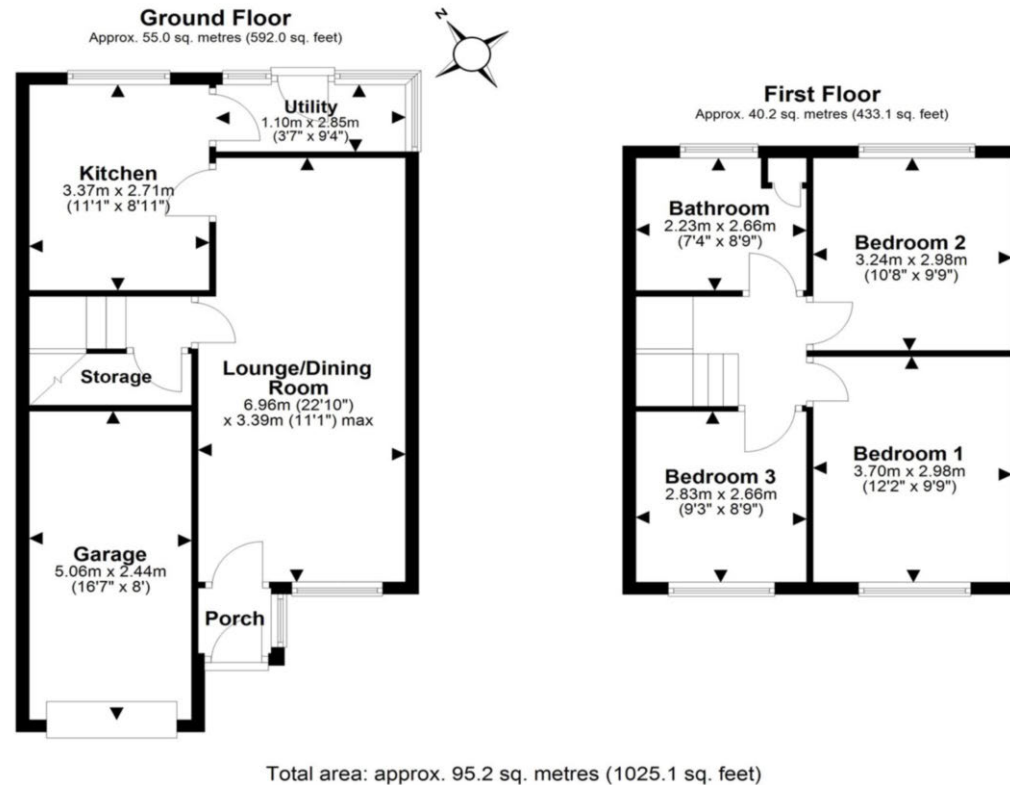 Ground Floor
Approx. 55.0 sq. metres (592.0 sq. feet)
N
Utility
1.10m x 2.85m
(3'7" x 9'4")
Kitchen
3.37m x 2.71m
(11'1" x 8'11")
Storage
Lounge/Dining
Room
6.96m (22'10")
x 3.39m (11'1") max
Garage
5.06m x 2.44m
(16'7" x 8')
Porch
First Floor
Approx. 40.2 sq. metres (433.1 sq. feet)
Bathroom
2.23m x 2.66m
(7'4" x 8'9")
Bedroom 2
3.24m x 2.98m
(10'8" x 9'9")
Bedroom 1
3.70m x 2.98m
(12'2" x 9'9")
Bedroom 3
2.83m x 2.66m
(9'3" x 8'9")
Total area: approx. 95.2 sq. metres (1025.1 sq. feet)